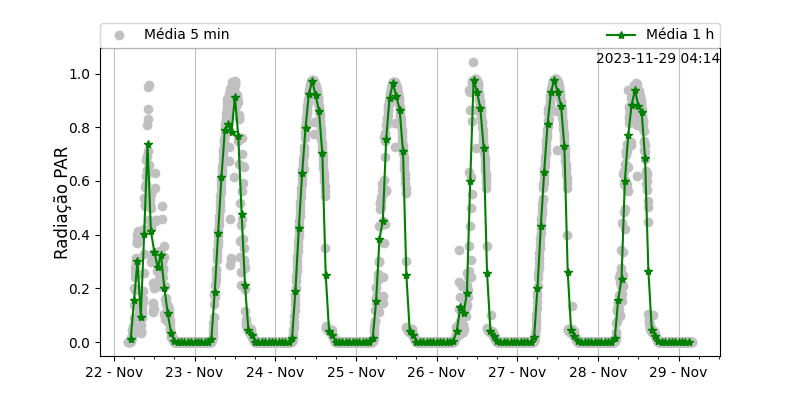 Média 5 min
Média 1 h
2023-11-29 04:14
Radiação PAR
1.0
0.8
0.6
0.4
0.2
0.0
22 - Nov
23 - Nov
24 - Nov
25 - Nov
26 - Nov
27 - Nov
28 - Nov
29 - Nov